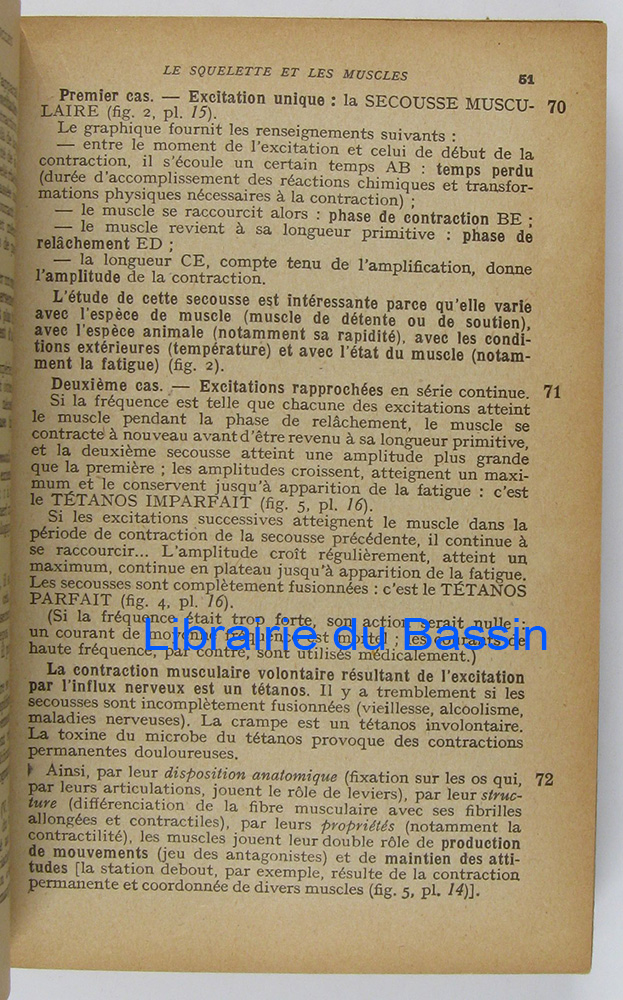 LE SQUELETTE ET LES MUSCLES 51
Premier cas. — Excitation unique : la SECOUSSE MUSCU- 70
LAIRE (fig. 2, pl. 15).
Le graphique fournit les renseignements suivants :
— entre le moment de l'excitation et celui de début de la
contraction, il s'écoule un certain temps AB : temps perdu
(durée d'accomplissement des réactions chimiques et transfor-
mations physiques nécessaires à la contraction) ;
— le muscle se raccourcit alors : phase de contraction BE ;
— le muscle revient à sa longueur primitive : phase de
relâchement ED ;
— la longueur CE, compte tenu de l'amplification, donne
l'amplitude de la contraction.
L'étude de cette secousse est intéressante parce qu'elle varie
avec l'espèce de muscle (muscle de détente ou de soutien),
avec l'espèce animale (notamment sa rapidité), avec les condi-
tions extérieures (température) et avec l'état du muscle (notam-
ment la fatigue) (fig. 2).
Deuxième cas. — Excitations rapprochées en série continue. 71
Si la fréquence est telle que chacune des excitations atteint
le muscle pendant la phase de relâchement, le muscle se
contracte à nouveau avant d'être revenu à sa longueur primitive,
et la deuxième secousse atteint une amplitude plus grande
que la première ; les amplitudes croissent, atteignent un maxi-
mum et le conservent jusqu'à apparition de la fatigue : c'est
le TÉTANOS IMPARFAIT (fig. 5, pl. 16).
Si les excitations successives atteignent le muscle dans la
période de contraction de la secousse précédente, il continue à
se raccourcir... L'amplitude croît régulièrement, atteint un
maximum, continue en plateau jusqu'à apparition de la fatigue.
Les secousses sont complètement fusionnées : c'est le TÉTANOS
PARFAIT (fig. 4, pl. 16).
(Si la fréquence était trop forte, son action serait nulle :
un courant de moyenne fréquence est mortel ; les courants de
haute fréquence, par contre, sont utilisés médicalement.)
Librairie du Bassin
La contraction musculaire volontaire résultant de l'excitation
par l'influx nerveux est un tétanos. Il y a tremblement si les
secousses sont incomplètement fusionnées (vieillesse, alcoolisme,
maladies nerveuses). La crampe est un tétanos involontaire.
La toxine du microbe du tétanos provoque des contractions
permanentes douloureuses.
Ainsi, par leur disposition anatomique (fixation sur les os qui, 72
par leurs articulations, jouent le rôle de leviers), par leur struc-
ture (différenciation de la fibre musculaire avec ses fibrilles
allongées et contractiles), par leurs propriétés (notamment la
contractilité), les muscles jouent leur double rôle de production
de mouvements (jeu des antagonistes) et de maintien des atti-
tudes [la station debout, par exemple, résulte de la contraction
permanente et coordonnée de divers muscles (fig. 5, pl. 14)].